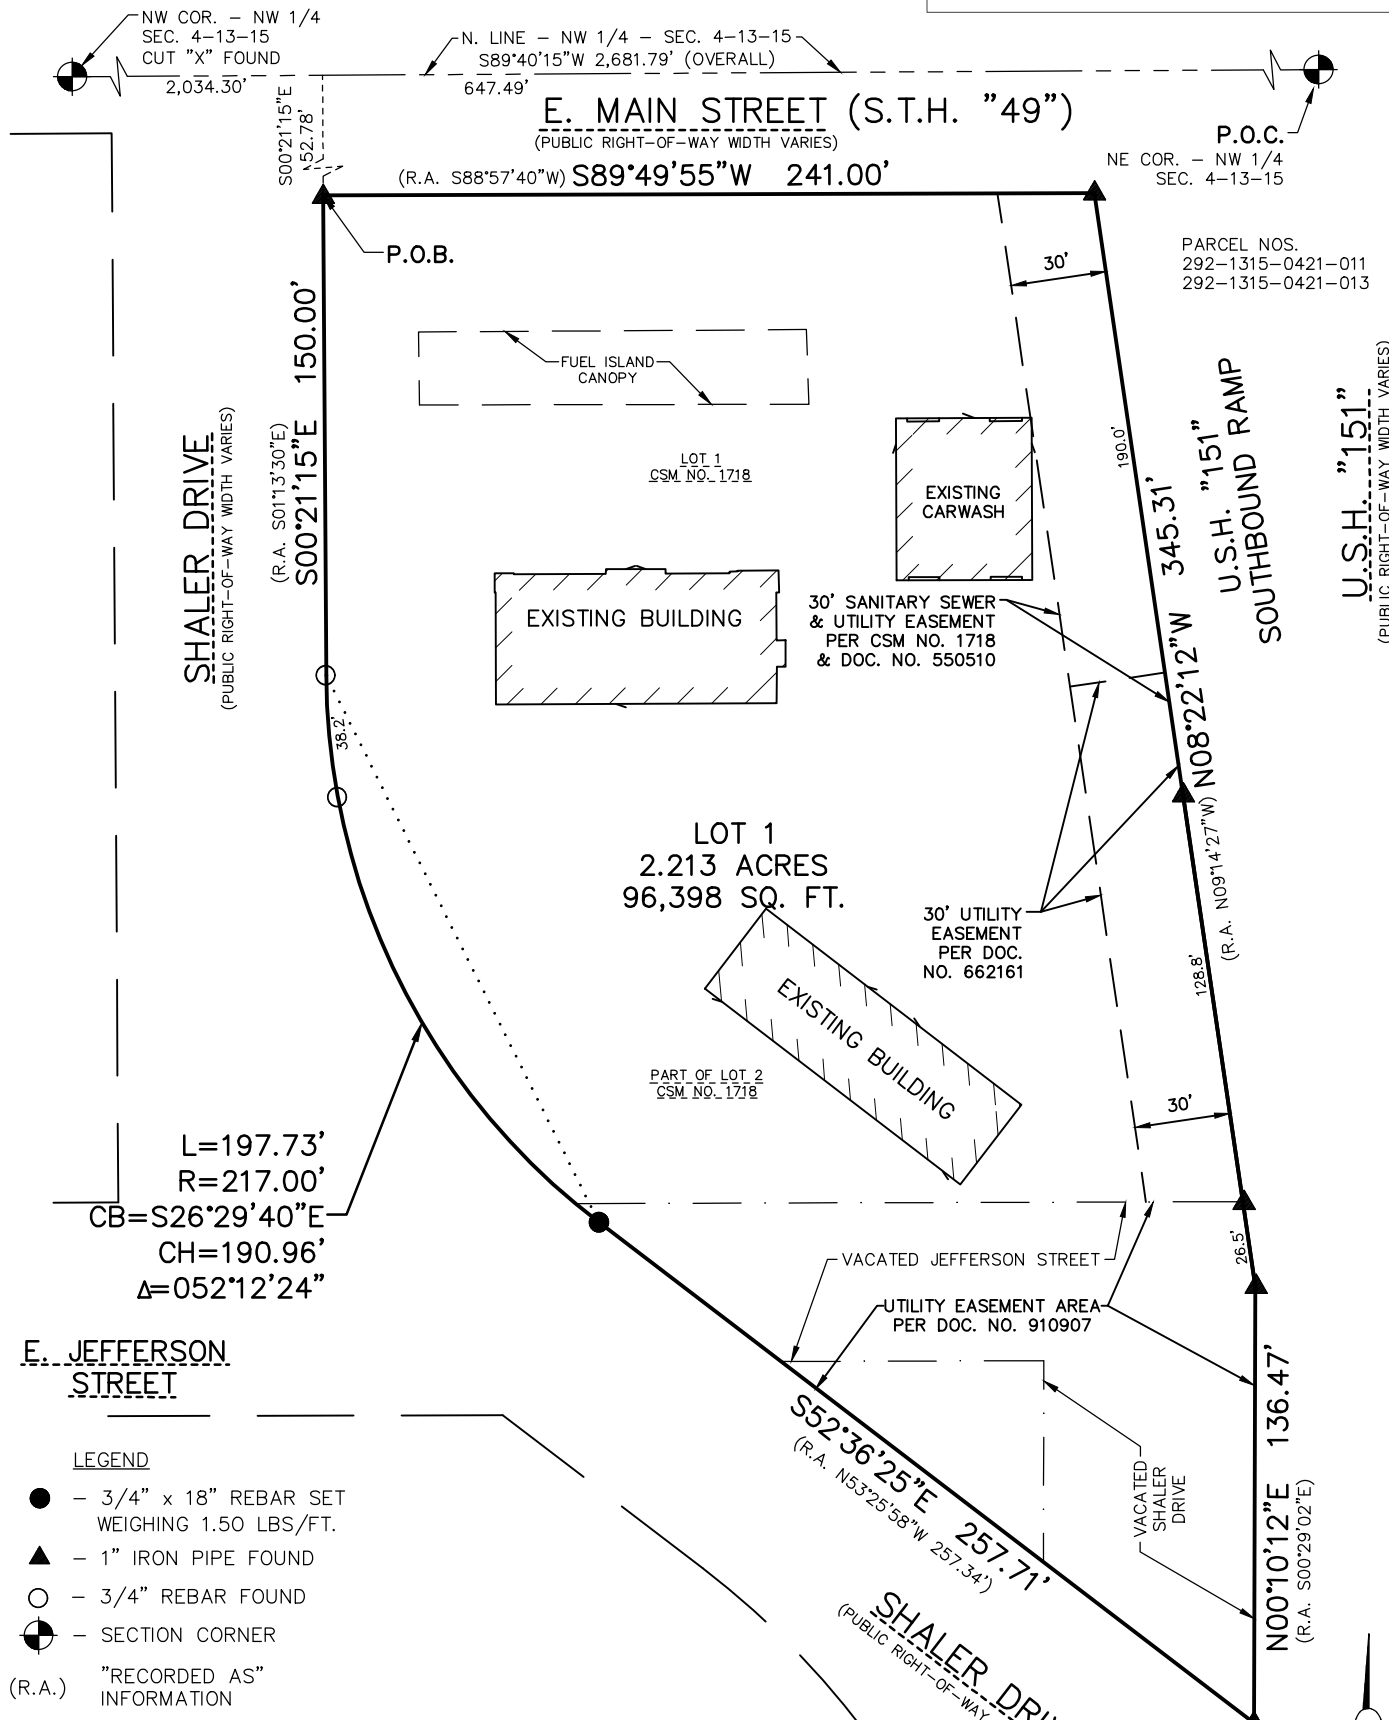 NW COR. – NW 1/4
SEC. 4–13–15
CUT "X" FOUND
2,034.30'
N. LINE – NW 1/4 – SEC. 4–13–15
S89°40'15"W 2,681.79' (OVERALL)
647.49'
S00°21'15"E
52.78'
E. MAIN STREET (S.T.H. "49")
(PUBLIC RIGHT–OF–WAY WIDTH VARIES)
P.O.C.
NE COR. – NW 1/4
SEC. 4–13–15
(R.A. S88°57'40"W) S89°49'55"W 241.00'
P.O.B.
PARCEL NOS.
292–1315–0421–011
292–1315–0421–013
30'
FUEL ISLAND
CANOPY
SHALER DRIVE
(PUBLIC RIGHT–OF–WAY WIDTH VARIES)
(R.A. S01°13'30"E)
S00°21'15"E 150.00'
LOT 1
CSM NO. 1718
EXISTING
CARWASH
190.0'
N08°22'12"W 345.31'
(R.A. N09°14'27"W)
U.S.H. "151"
SOUTHBOUND RAMP
U.S.H. "151"
(PUBLIC RIGHT–OF–WAY WIDTH VARIES)
EXISTING BUILDING
30' SANITARY SEWER
& UTILITY EASEMENT
PER CSM NO. 1718
& DOC. NO. 550510
38.2'
LOT 1
2.213 ACRES
96,398 SQ. FT.
30' UTILITY
EASEMENT
PER DOC.
NO. 662161
128.8'
EXISTING BUILDING
PART OF LOT 2
CSM NO. 1718
30'
L=197.73'
R=217.00'
CB=S26°29'40"E
CH=190.96'
Δ=052°12'24"
26.5'
VACATED JEFFERSON STREET
UTILITY EASEMENT AREA
PER DOC. NO. 910907
E. JEFFERSON
STREET
S52°36'25"E 257.71'
(R.A. N53°25'58"W 257.34')
VACATED
SHALER
DRIVE
N00°10'12"E 136.47'
(R.A. S00°29'02"E)
LEGEND
– 3/4" x 18" REBAR SET
WEIGHING 1.50 LBS/FT.
– 1" IRON PIPE FOUND
– 3/4" REBAR FOUND
– SECTION CORNER
(R.A.) "RECORDED AS"
INFORMATION
SHALER DRI
(PUBLIC RIGHT–OF–WAY